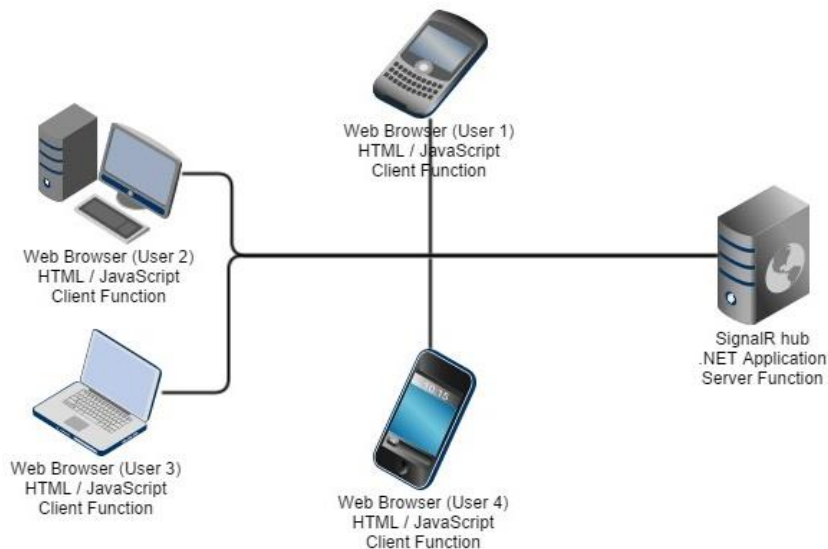 Web Browser (User 1)
HTML / JavaScript
Client Function
Web Browser (User 2)
HTML / JavaScript
Client Function
SignalR hub
.NET Application
Server Function
10.15
Web Browser (User 3)
HTML / JavaScript
Client Function
Web Browser (User 4)
HTML / JavaScript
Client Function